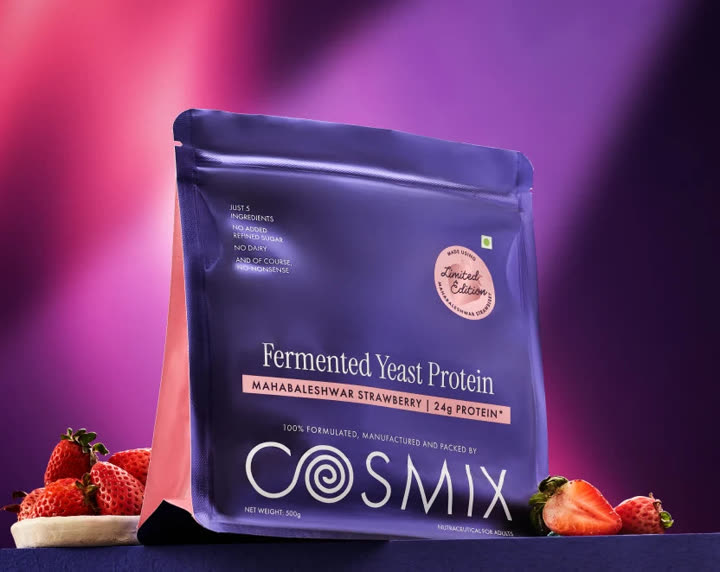 JUST 5
INGREDIENTS
NO ADDED
REFINED SUGAR
NO DAIRY
AND OF COURSE,
NO NONSENSE
MADE USING
Limited-
Edition
MAHABALESHWAR STRAWBERRY
Fermented Yeast Protein
MAHABALESHWAR STRAWBERRY | 24g PROTEIN*
100% FORMULATED, MANUFACTURED AND PACKED BY
COSMIX
NET WEIGHT: 500g
NUTRACEUTICAL FOR ADULTS